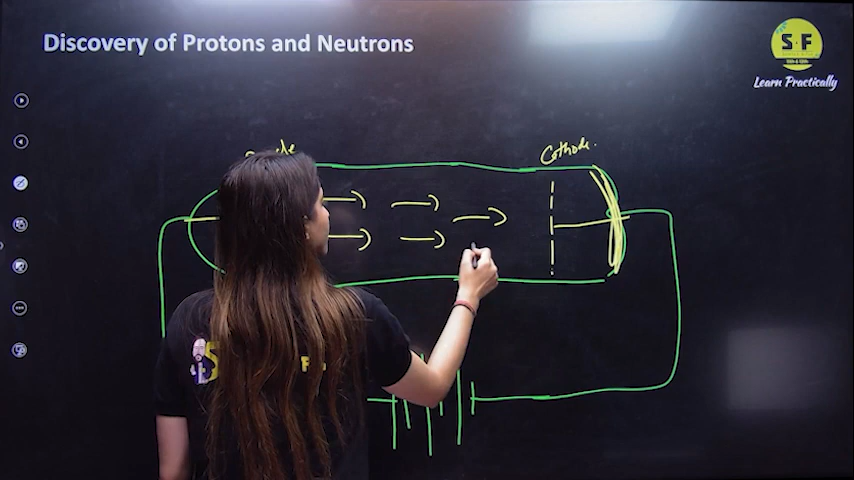 Discovery of Protons and Neutrons
S F
Learn Practically
Cathode.